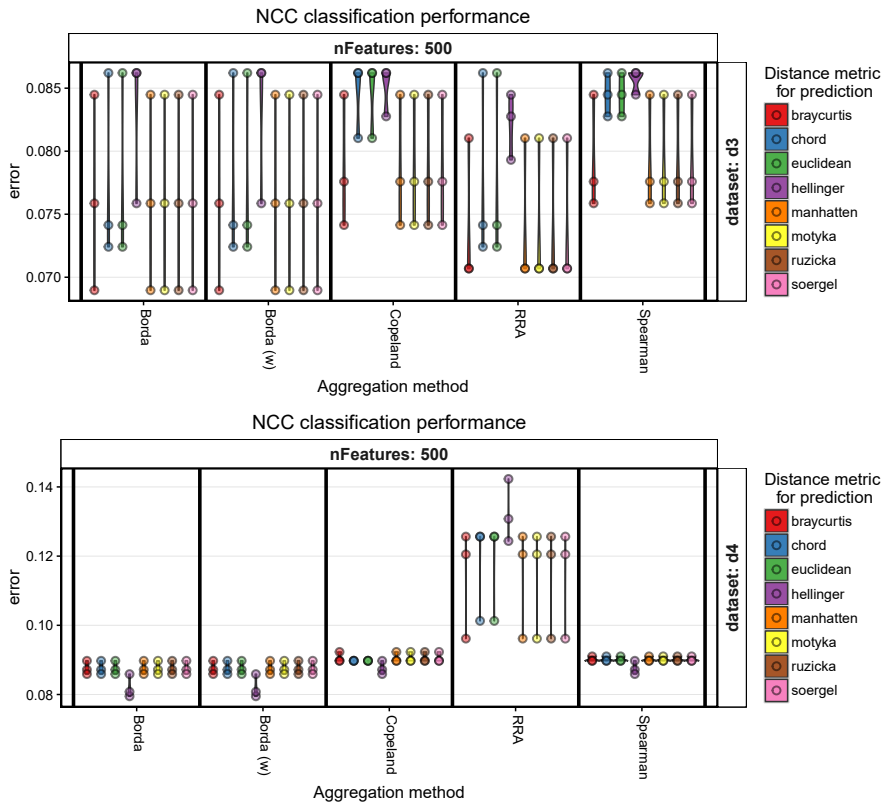 NCC classification performance
nFeatures: 500
0.085
0.080
0.075
0.070
error
dataset: d3
Borda
Borda (w)
Copeland
RRA
Spearman
Aggregation method
Distance metric
for prediction
braycurtis
chord
euclidean
hellinger
manhatten
motyka
ruzicka
soergel
NCC classification performance
nFeatures: 500
0.14
0.12
0.10
0.08
error
dataset: d4
Borda
Borda (w)
Copeland
RRA
Spearman
Aggregation method
Distance metric
for prediction
braycurtis
chord
euclidean
hellinger
manhatten
motyka
ruzicka
soergel